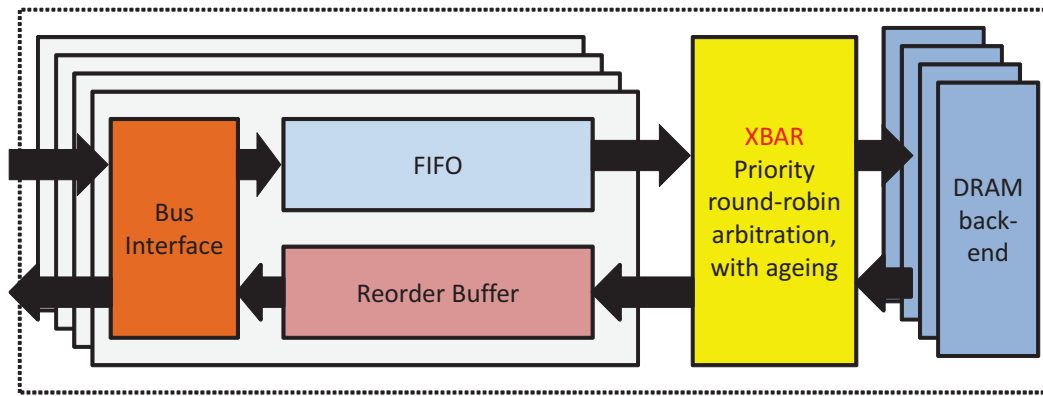 Bus
Interface
FIFO
Reorder Buffer
XBAR
Priority
round-robin
arbitration,
with ageing
DRAM
back-
end